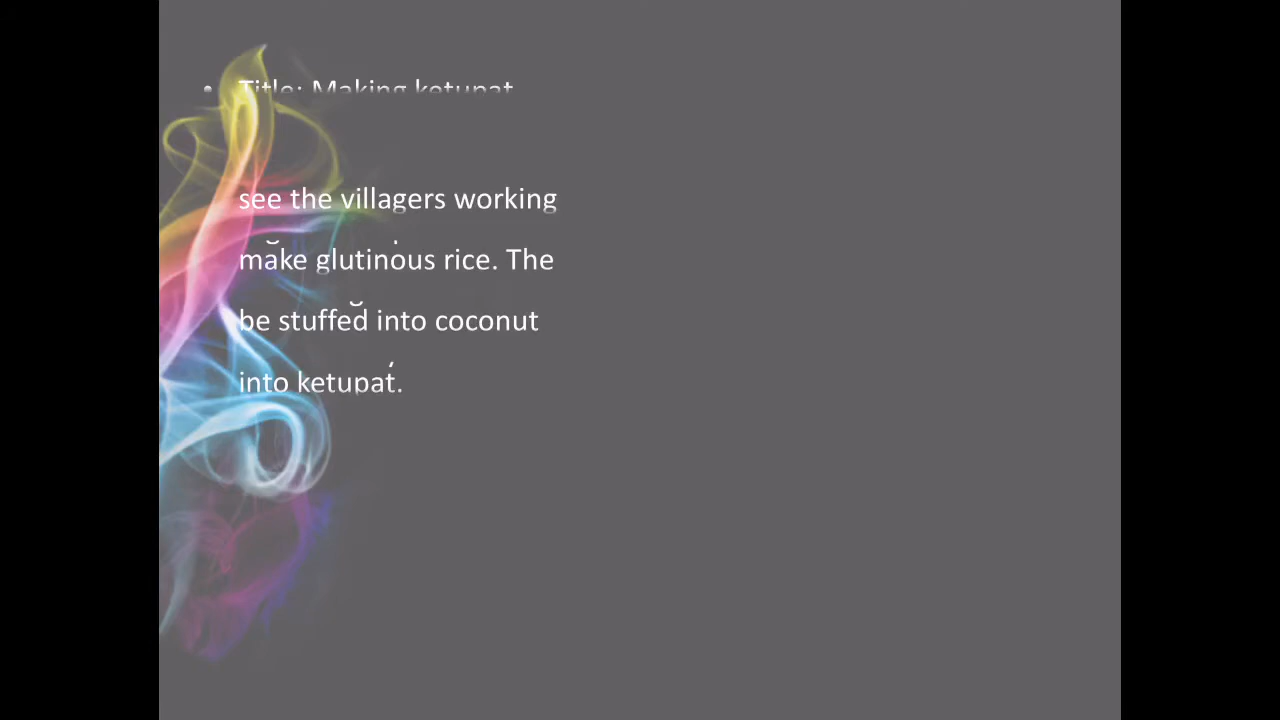 • Title: Making ketupat
see the villagers working
make glutinous rice. The
be stuffed into coconut
into ketupat.